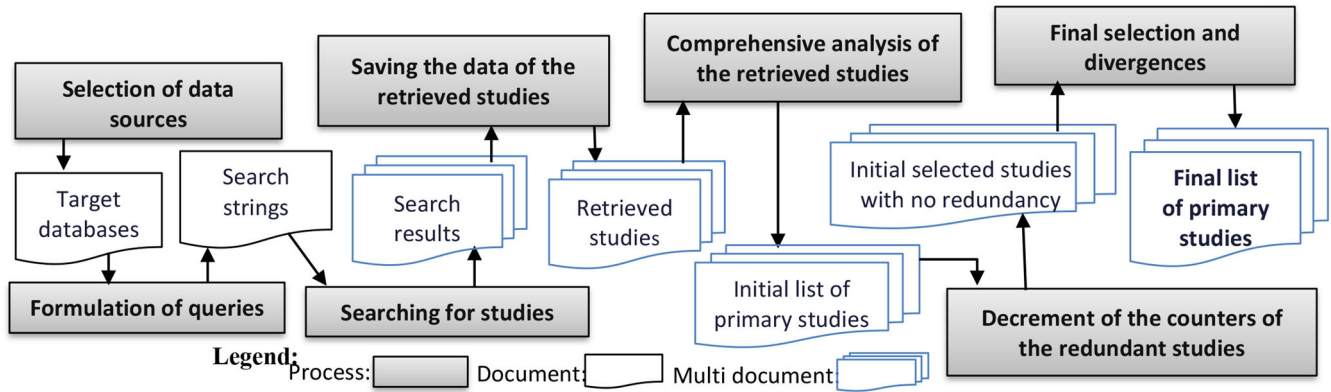 Selection of data
sources
Target
databases
Formulation of queries
Search
strings
Searching for studies
Search
results
Saving the data of the
retrieved studies
Retrieved
studies
Comprehensive analysis of
the retrieved studies
Initial list of
primary studies
Decrement of the counters of
the redundant studies
Initial selected studies
with no redundancy
Final selection and
divergences
Final list
of primary
studies
Legend:
Process: Document: Multi document: